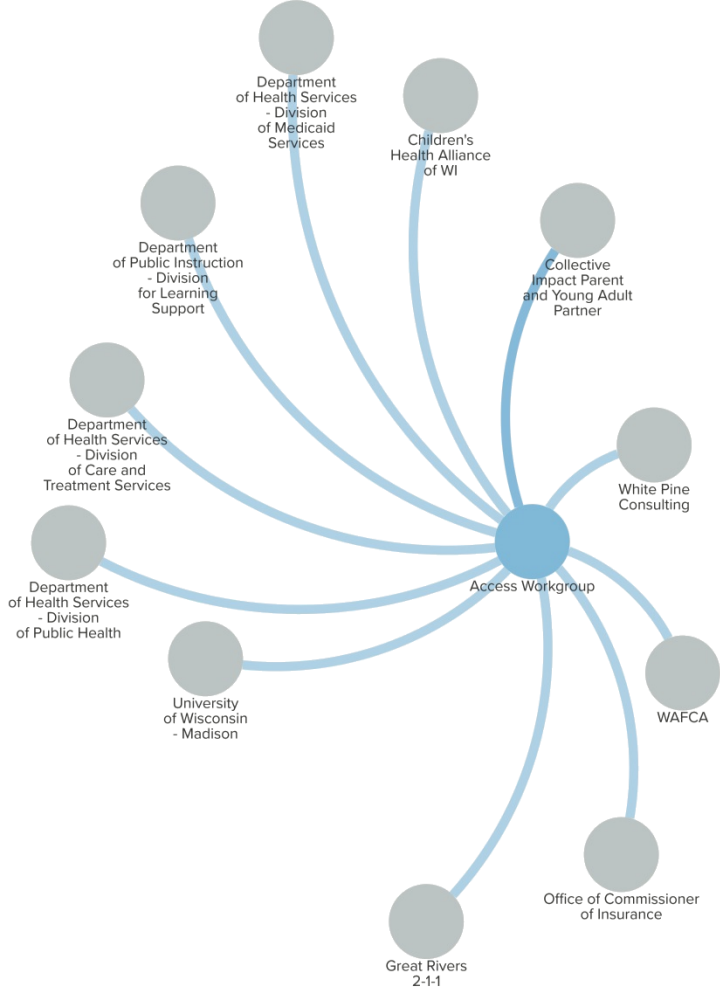 Department
of Health Services
- Division
of Medicaid
Services
Children's
Health Alliance
of WI
Department
of Public Instruction
- Division
for Learning
Support
Collective
Impact Parent
and Young Adult
Partner
Department
of Health Services
- Division
of Care and
Treatment Services
White Pine
Consulting
Department
of Health Services
- Division
of Public Health
Access Workgroup
University
of Wisconsin
- Madison
WAFCA
Office of Commissioner
of Insurance
Great Rivers
2-1-1